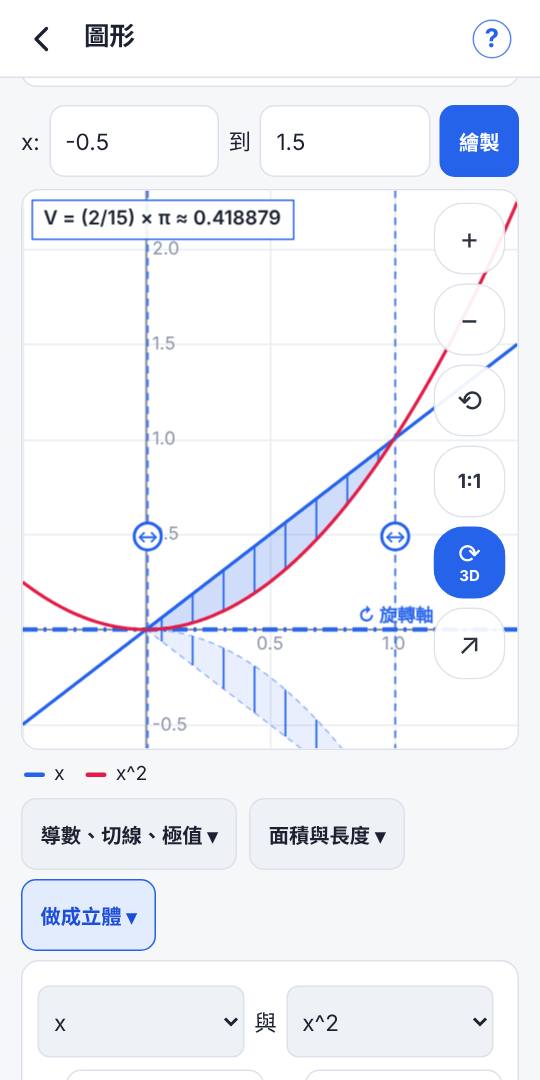 圖形
?
x: -0.5 到 1.5 繪製
V = (2/15) × π ≈ 0.418879
2.0
+
−
1.5
1.0
1:1
.5
3D
旋轉軸
0.5
1.0
-0.5
x x^2
導數、切線、極值 ▾ 面積與長度 ▾
做成立體 ▾
x 與 x^2